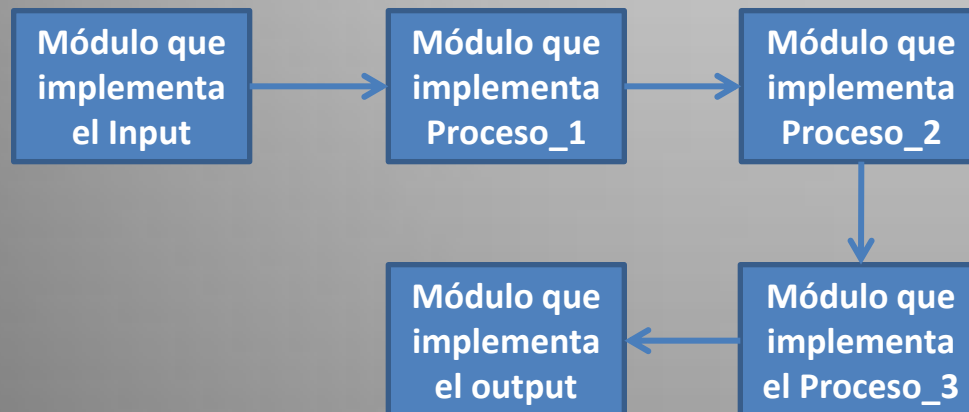 Módulo que
implementa
el Input
Módulo que
implementa
Proceso_1
Módulo que
implementa
Proceso_2
Módulo que
implementa
el Proceso_3
Módulo que
implementa
el output